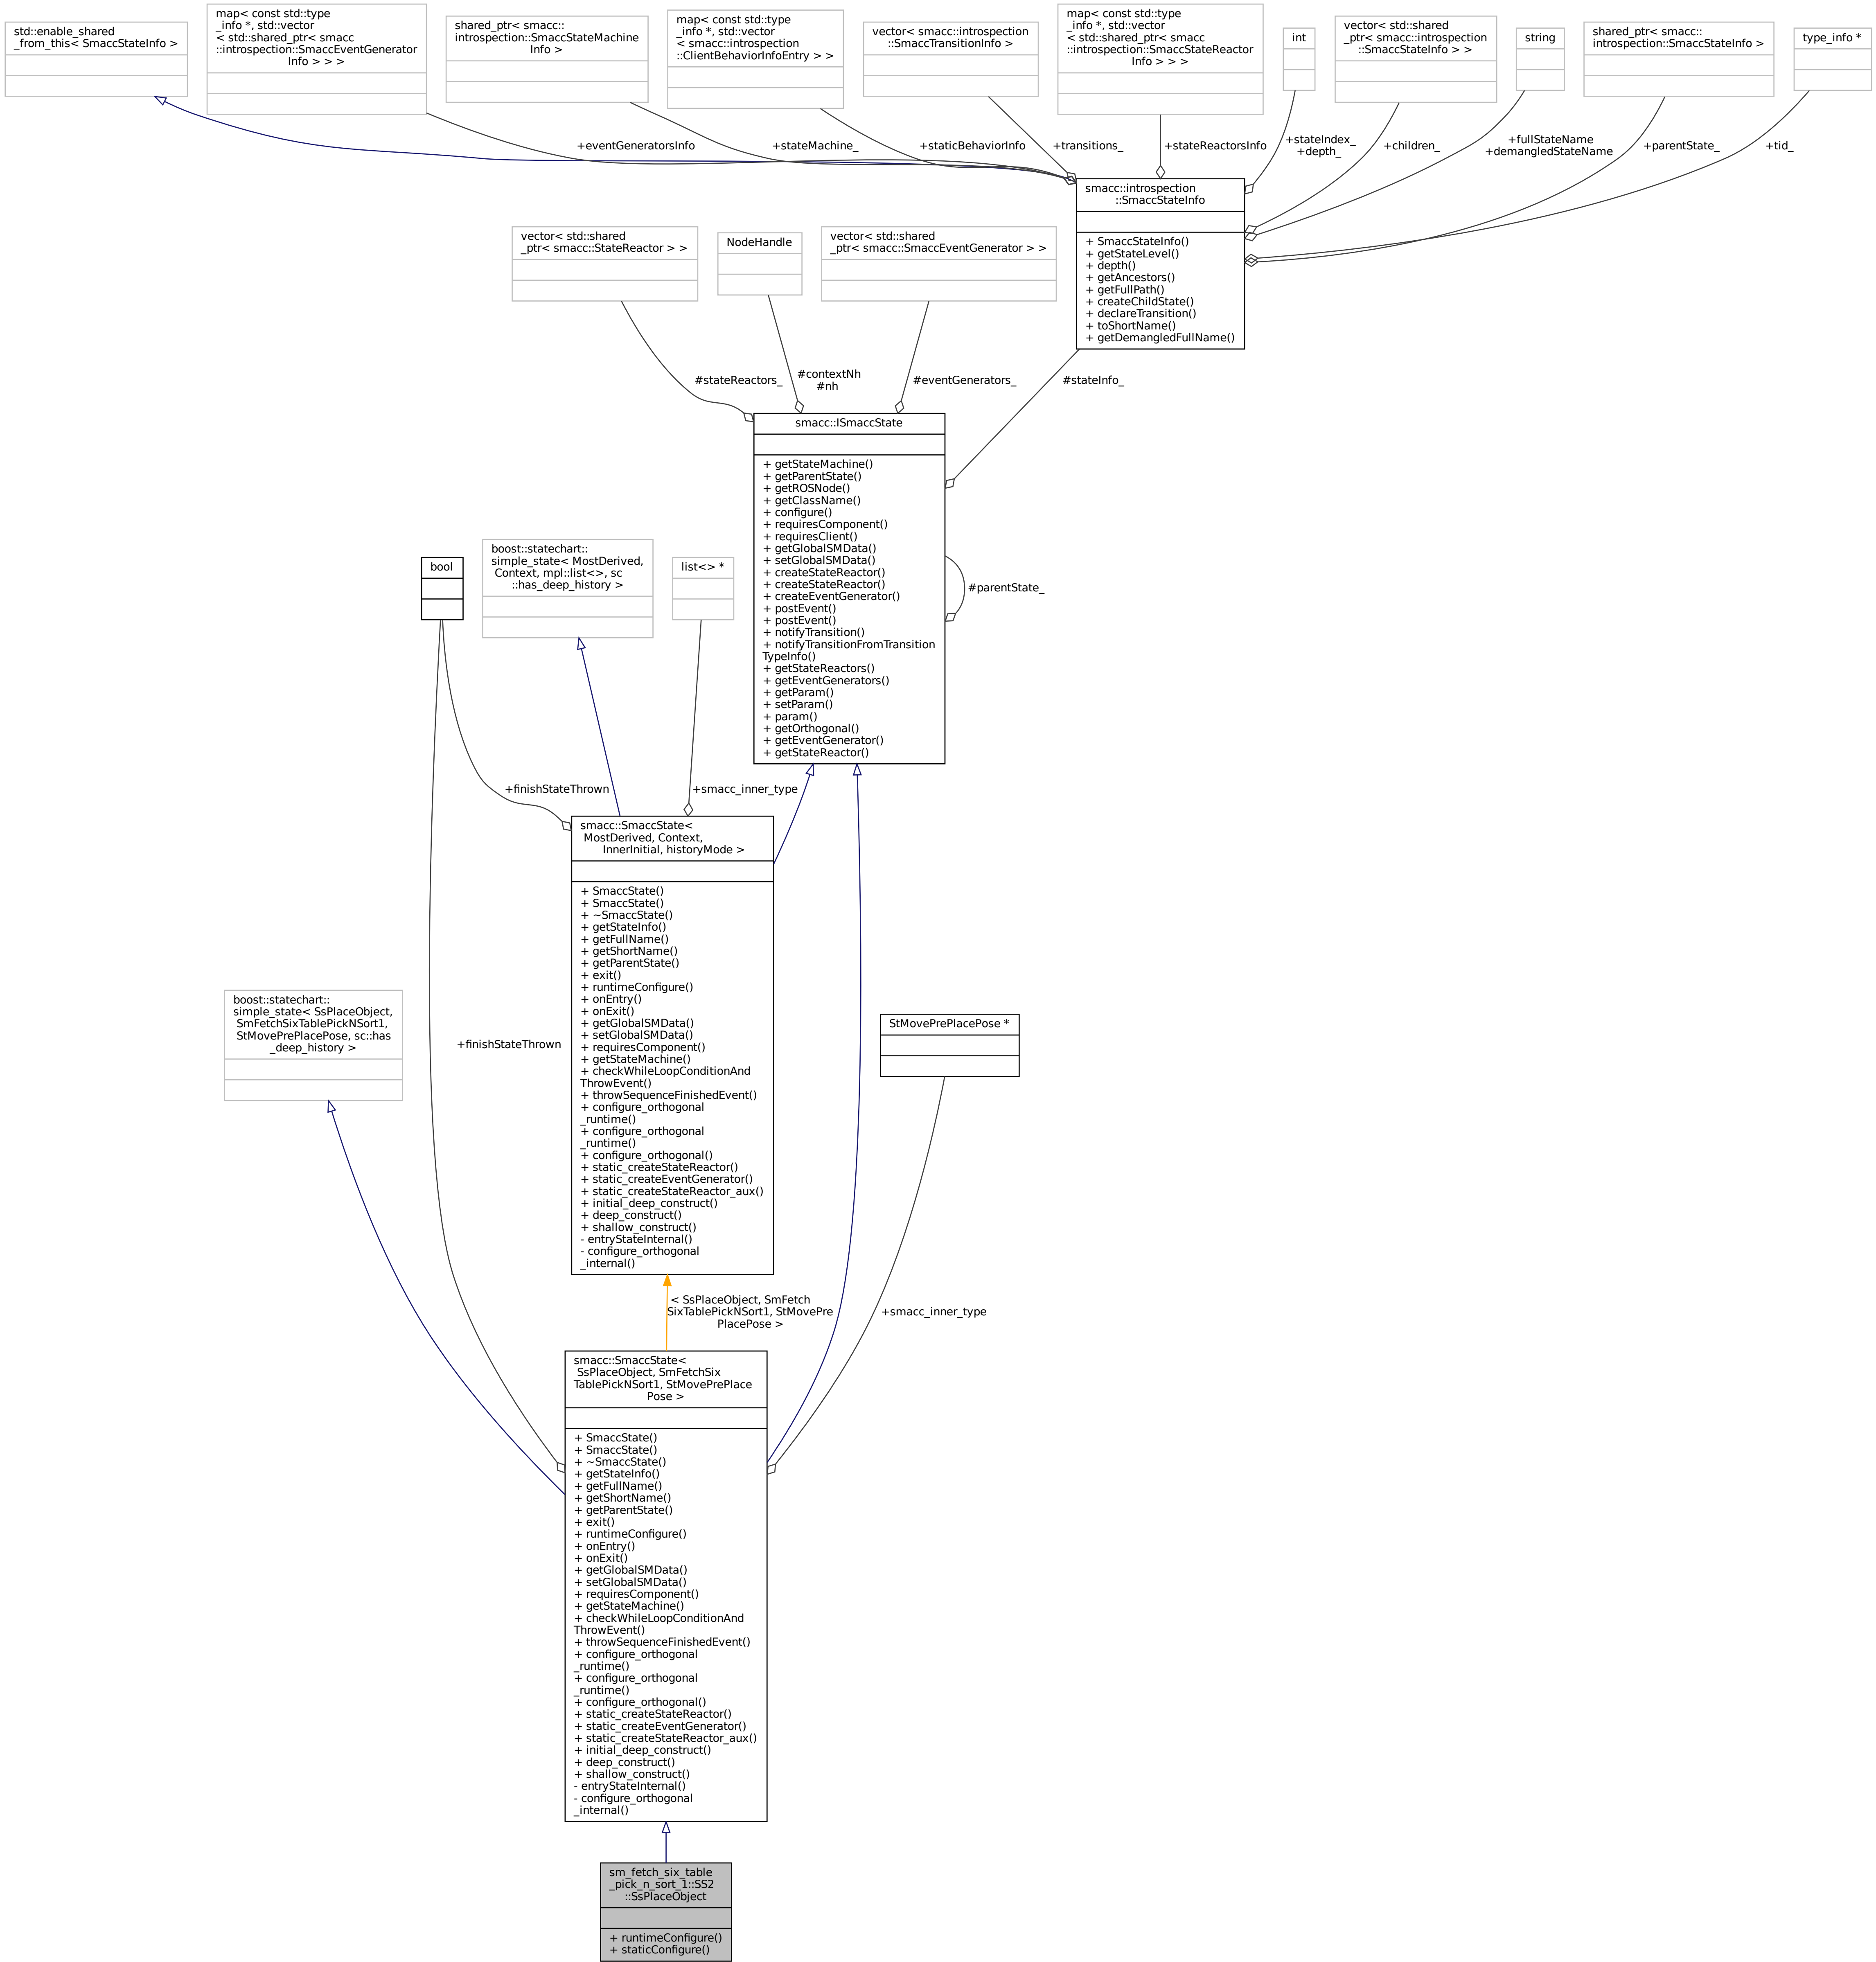 std::enable_shared
_from_this< SmaccStateInfo >
map< const std::type
_info *, std::vector
< std::shared_ptr< smacc
::introspection::SmaccEventGenerator
Info > > >
shared_ptr< smacc::
introspection::SmaccStateMachine
Info >
map< const std::type
_info *, std::vector
< smacc::introspection
::ClientBehaviorInfoEntry > >
vector< smacc::introspection
::SmaccTransitionInfo >
map< const std::type
_info *, std::vector
< std::shared_ptr< smacc
::introspection::SmaccStateReactor
Info > > >
int
vector< std::shared
_ptr< smacc::introspection
::SmaccStateInfo > >
string
shared_ptr< smacc::
introspection::SmaccStateInfo >
type_info *
+eventGeneratorsInfo
+stateMachine_
+staticBehaviorInfo
+transitions_
+stateReactorsInfo
+stateIndex_
+depth_
+children_
+fullStateName
+demangledStateName
+parentState_
+tid_
smacc::introspection
::SmaccStateInfo
+ SmaccStateInfo()
+ getStateLevel()
+ depth()
+ getAncestors()
+ getFullPath()
+ createChildState()
+ declareTransition()
+ toShortName()
+ getDemangledFullName()
vector< std::shared
_ptr< smacc::StateReactor > >
NodeHandle
vector< std::shared
_ptr< smacc::SmaccEventGenerator > >
#stateReactors_
#contextNh
#nh
#eventGenerators_
#stateInfo_
smacc::ISmaccState
+ getStateMachine()
+ getParentState()
+ getROSNode()
+ getClassName()
+ configure()
+ requiresComponent()
+ requiresClient()
+ getGlobalSMData()
+ setGlobalSMData()
+ createStateReactor()
+ createStateReactor()
+ createEventGenerator()
+ postEvent()
+ postEvent()
+ notifyTransition()
+ notifyTransitionFromTransition
TypeInfo()
+ getStateReactors()
+ getEventGenerators()
+ getParam()
+ setParam()
+ param()
+ getOrthogonal()
+ getEventGenerator()
+ getStateReactor()
#parentState_
bool
boost::statechart::
simple_state< MostDerived,
Context, mpl::list<>, sc
::has_deep_history >
list<> *
+finishStateThrown
+smacc_inner_type
smacc::SmaccState<
MostDerived, Context,
InnerInitial, historyMode >
+ SmaccState()
+ SmaccState()
+ ~SmaccState()
+ getStateInfo()
+ getFullName()
+ getShortName()
+ getParentState()
+ exit()
+ runtimeConfigure()
+ onEntry()
+ onExit()
+ getGlobalSMData()
+ setGlobalSMData()
+ requiresComponent()
+ getStateMachine()
+ checkWhileLoopConditionAnd
ThrowEvent()
+ throwSequenceFinishedEvent()
+ configure_orthogonal
_runtime()
+ configure_orthogonal
_runtime()
+ configure_orthogonal()
+ static_createStateReactor()
+ static_createEventGenerator()
+ static_createStateReactor_aux()
+ initial_deep_construct()
+ deep_construct()
+ shallow_construct()
- entryStateInternal()
- configure_orthogonal
_internal()
boost::statechart::
simple_state< SsPlaceObject,
SmFetchSixTablePickNSort1,
StMovePrePlacePose, sc::has
_deep_history >
+finishStateThrown
StMovePrePlacePose *
< SsPlaceObject, SmFetch
SixTablePickNSort1, StMovePre
PlacePose >
+smacc_inner_type
smacc::SmaccState<
SsPlaceObject, SmFetchSix
TablePickNSort1, StMovePrePlace
Pose >
+ SmaccState()
+ SmaccState()
+ ~SmaccState()
+ getStateInfo()
+ getFullName()
+ getShortName()
+ getParentState()
+ exit()
+ runtimeConfigure()
+ onEntry()
+ onExit()
+ getGlobalSMData()
+ setGlobalSMData()
+ requiresComponent()
+ getStateMachine()
+ checkWhileLoopConditionAnd
ThrowEvent()
+ throwSequenceFinishedEvent()
+ configure_orthogonal
_runtime()
+ configure_orthogonal
_runtime()
+ configure_orthogonal()
+ static_createStateReactor()
+ static_createEventGenerator()
+ static_createStateReactor_aux()
+ initial_deep_construct()
+ deep_construct()
+ shallow_construct()
- entryStateInternal()
- configure_orthogonal
_internal()
sm_fetch_six_table
_pick_n_sort_1::SS2
::SsPlaceObject
+ runtimeConfigure()
+ staticConfigure()